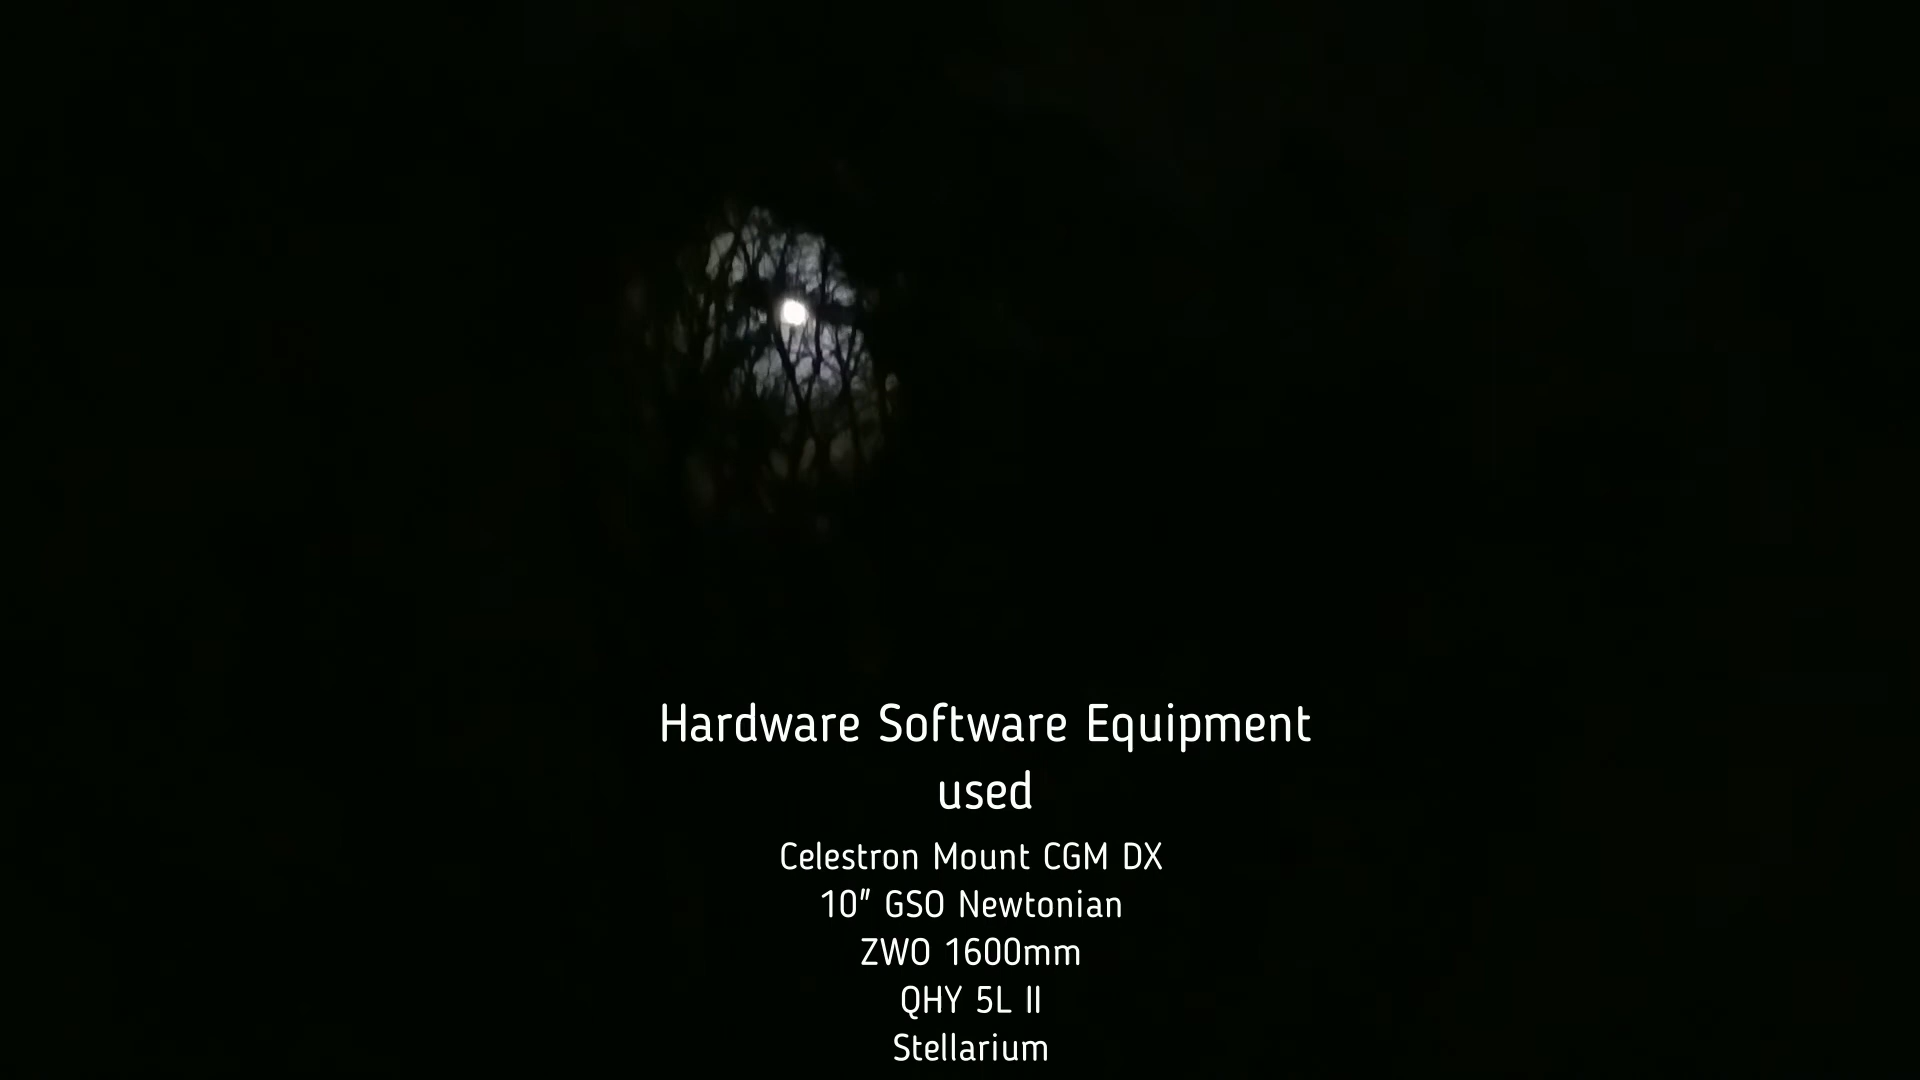 Hardware Software Equipment
used
Celestron Mount CGM DX
10" GSO Newtonian
ZWO 1600mm
QHY 5L II
Stellarium